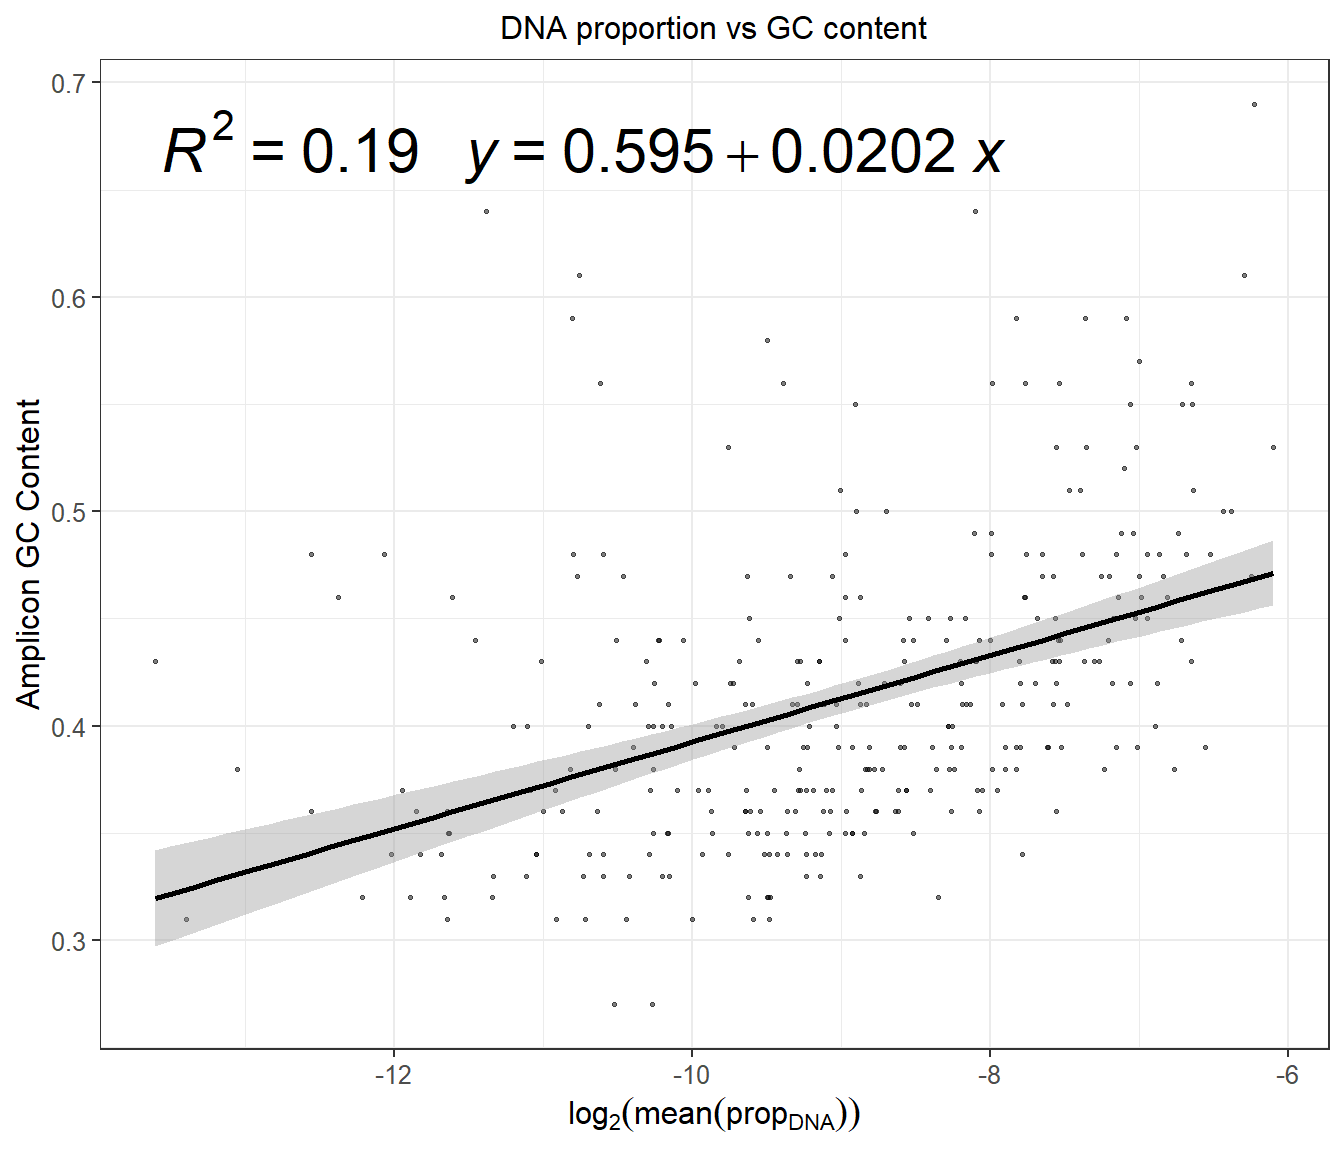 DNA proportion vs GC content
R² = 0.19 y = 0.595 + 0.0202 x
Amplicon GC Content
0.7
0.6
0.5
0.4
0.3
-12 -10 -8 -6
log₂(mean(prop_DNA))